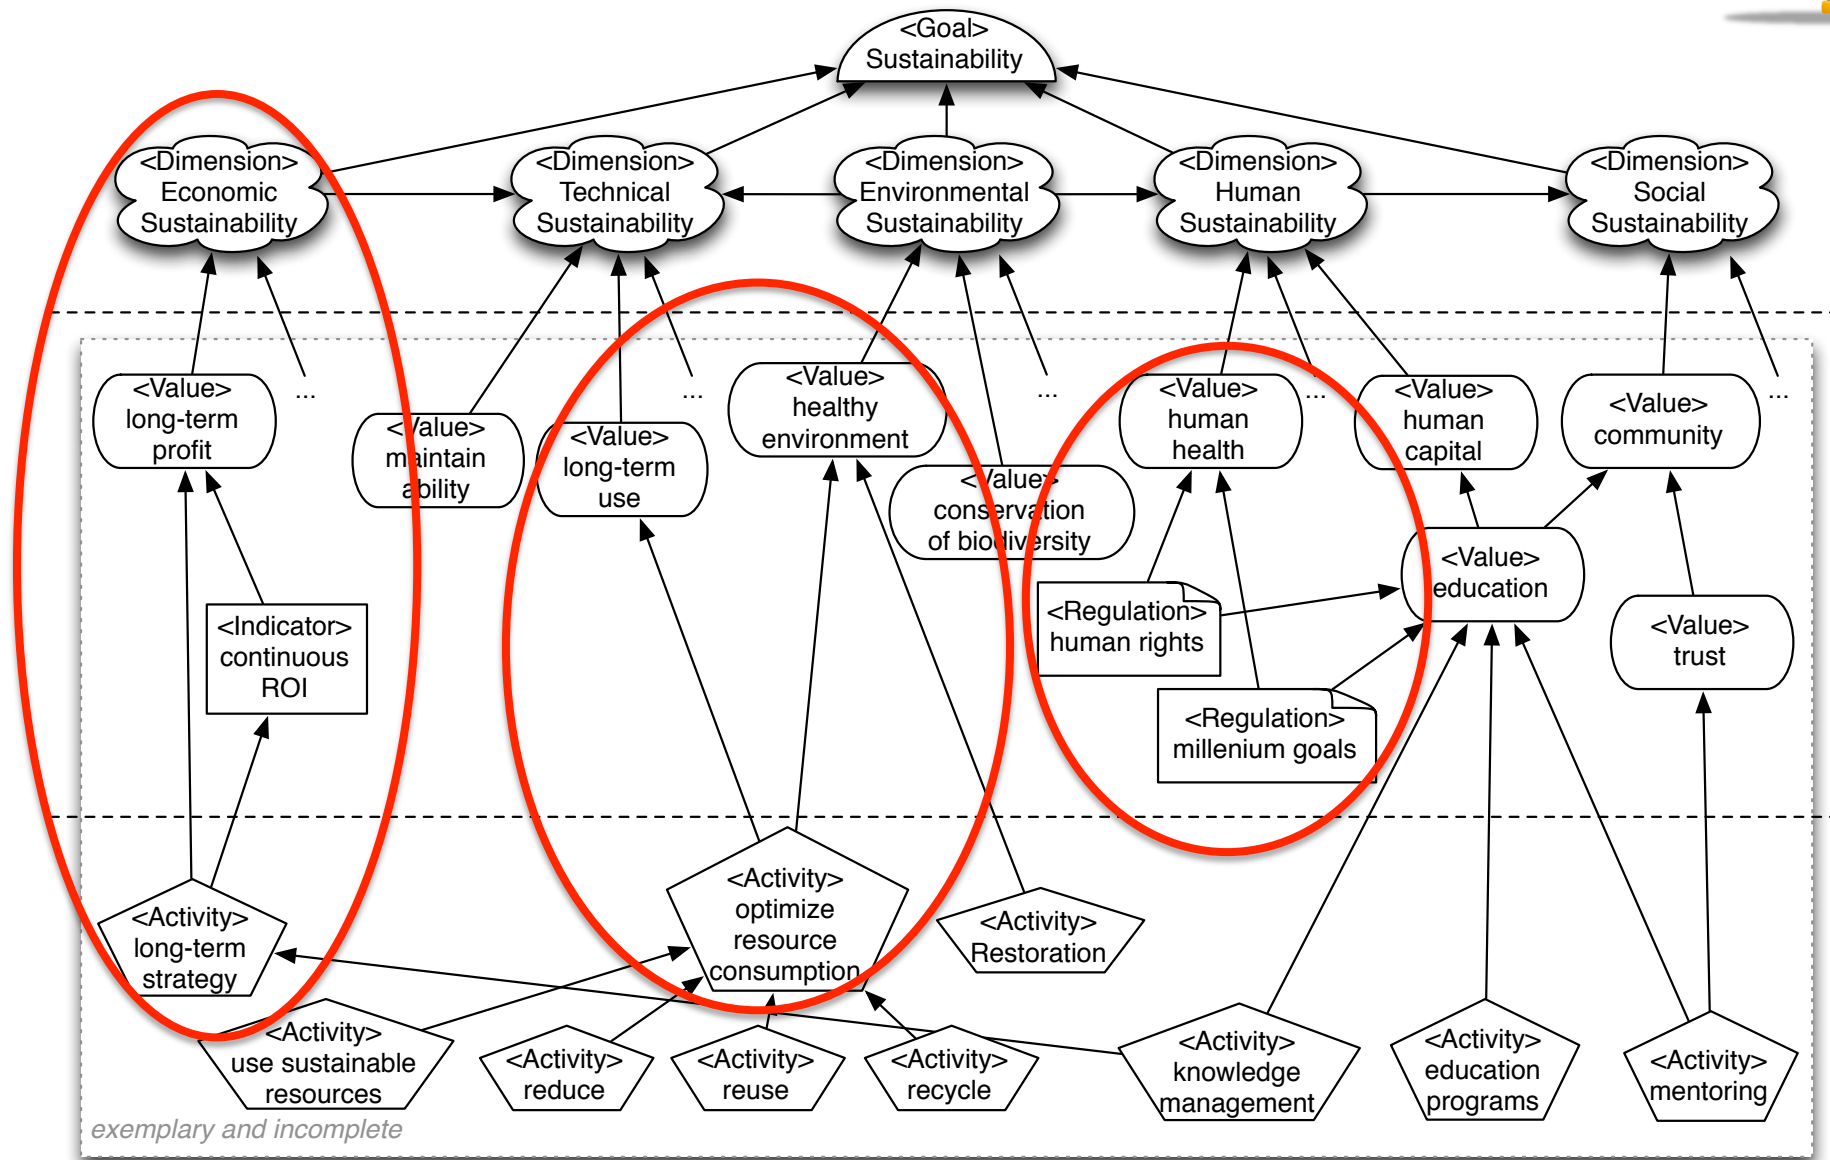 <Goal>
Sustainability
<Dimension>
Economic
Sustainability
<Dimension>
Technical
Sustainability
<Dimension>
Environmental
Sustainability
<Dimension>
Human
Sustainability
<Dimension>
Social
Sustainability
<Value>
long-term
profit
...
<Value>
maintain
ability
<Value>
long-term
use
...
<Value>
healthy
environment
<Value>
conservation
of biodiversity
...
<Value>
human
health
...
<Value>
human
capital
<Value>
community
...
<Indicator>
continuous
ROI
<Regulation>
human rights
<Regulation>
millenium goals
<Value>
education
<Value>
trust
<Activity>
long-term
strategy
<Activity>
optimize
resource
consumption
<Activity>
Restoration
<Activity>
use sustainable
resources
<Activity>
reduce
<Activity>
reuse
<Activity>
recycle
<Activity>
knowledge
management
<Activity>
education
programs
<Activity>
mentoring
exemplary and incomplete